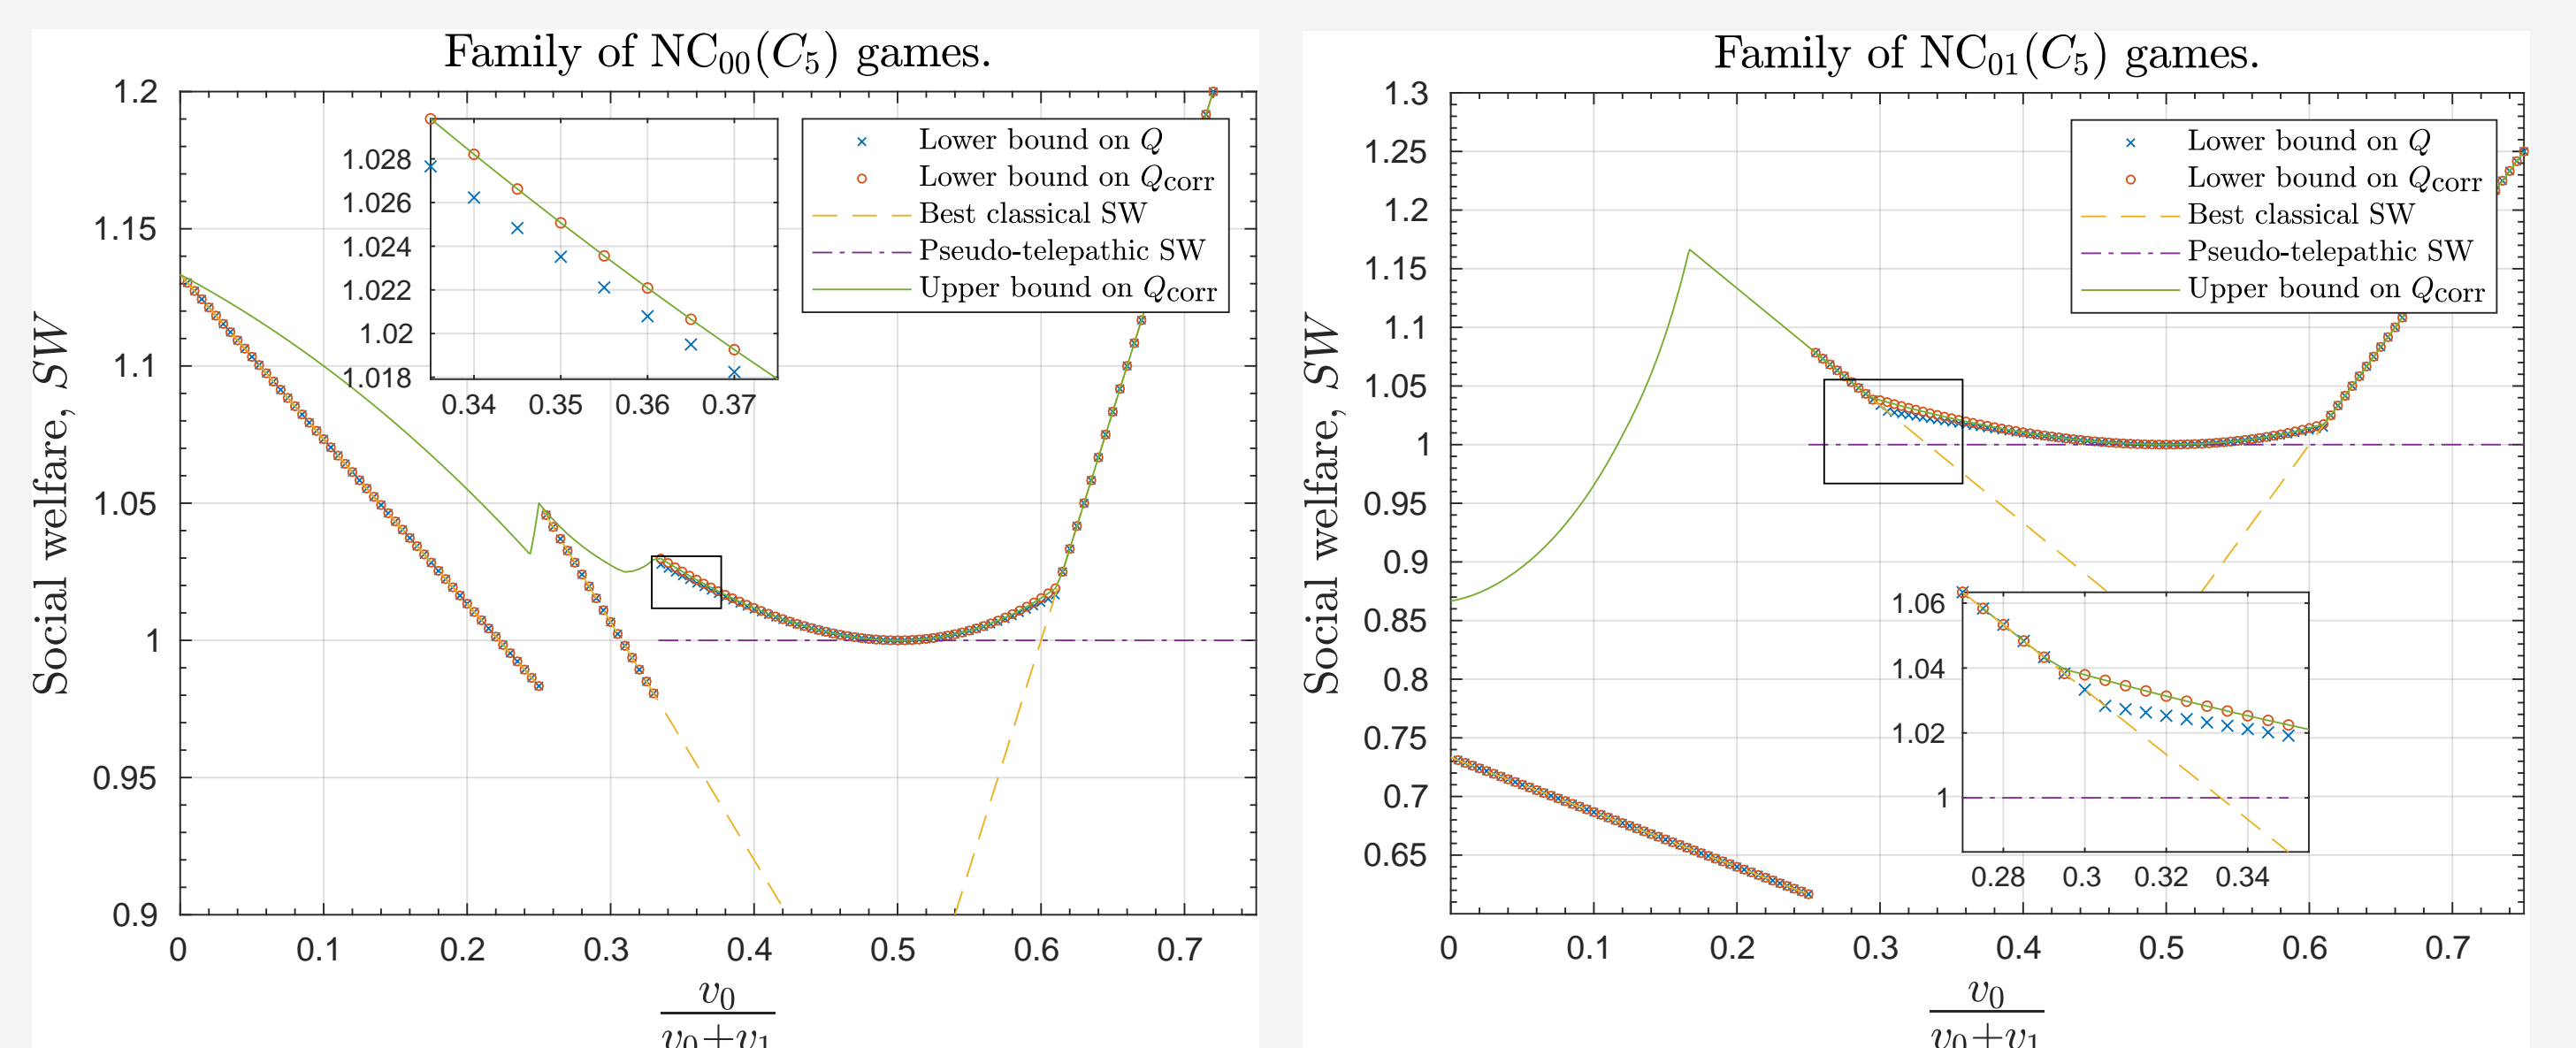 Family of NC₀₀(C₅) games.
Social welfare, SW
1.2
1.15
1.1
1.05
1
0.95
0.9
0 0.1 0.2 0.3 0.4 0.5 0.6 0.7
v₀
v₀+v₁
1.028
1.026
1.024
1.022
1.02
1.018
0.34 0.35 0.36 0.37
Lower bound on Q
Lower bound on Q_corr
Best classical SW
Pseudo-telepathic SW
Upper bound on Q_corr
Family of NC₀₁(C₅) games.
Social welfare, SW
1.3
1.25
1.2
1.15
1.1
1.05
1
0.95
0.9
0.85
0.8
0.75
0.7
0.65
0 0.1 0.2 0.3 0.4 0.5 0.6 0.7
v₀
v₀+v₁
Lower bound on Q
Lower bound on Q_corr
Best classical SW
Pseudo-telepathic SW
Upper bound on Q_corr
1.06
1.04
1.02
1
0.28 0.3 0.32 0.34